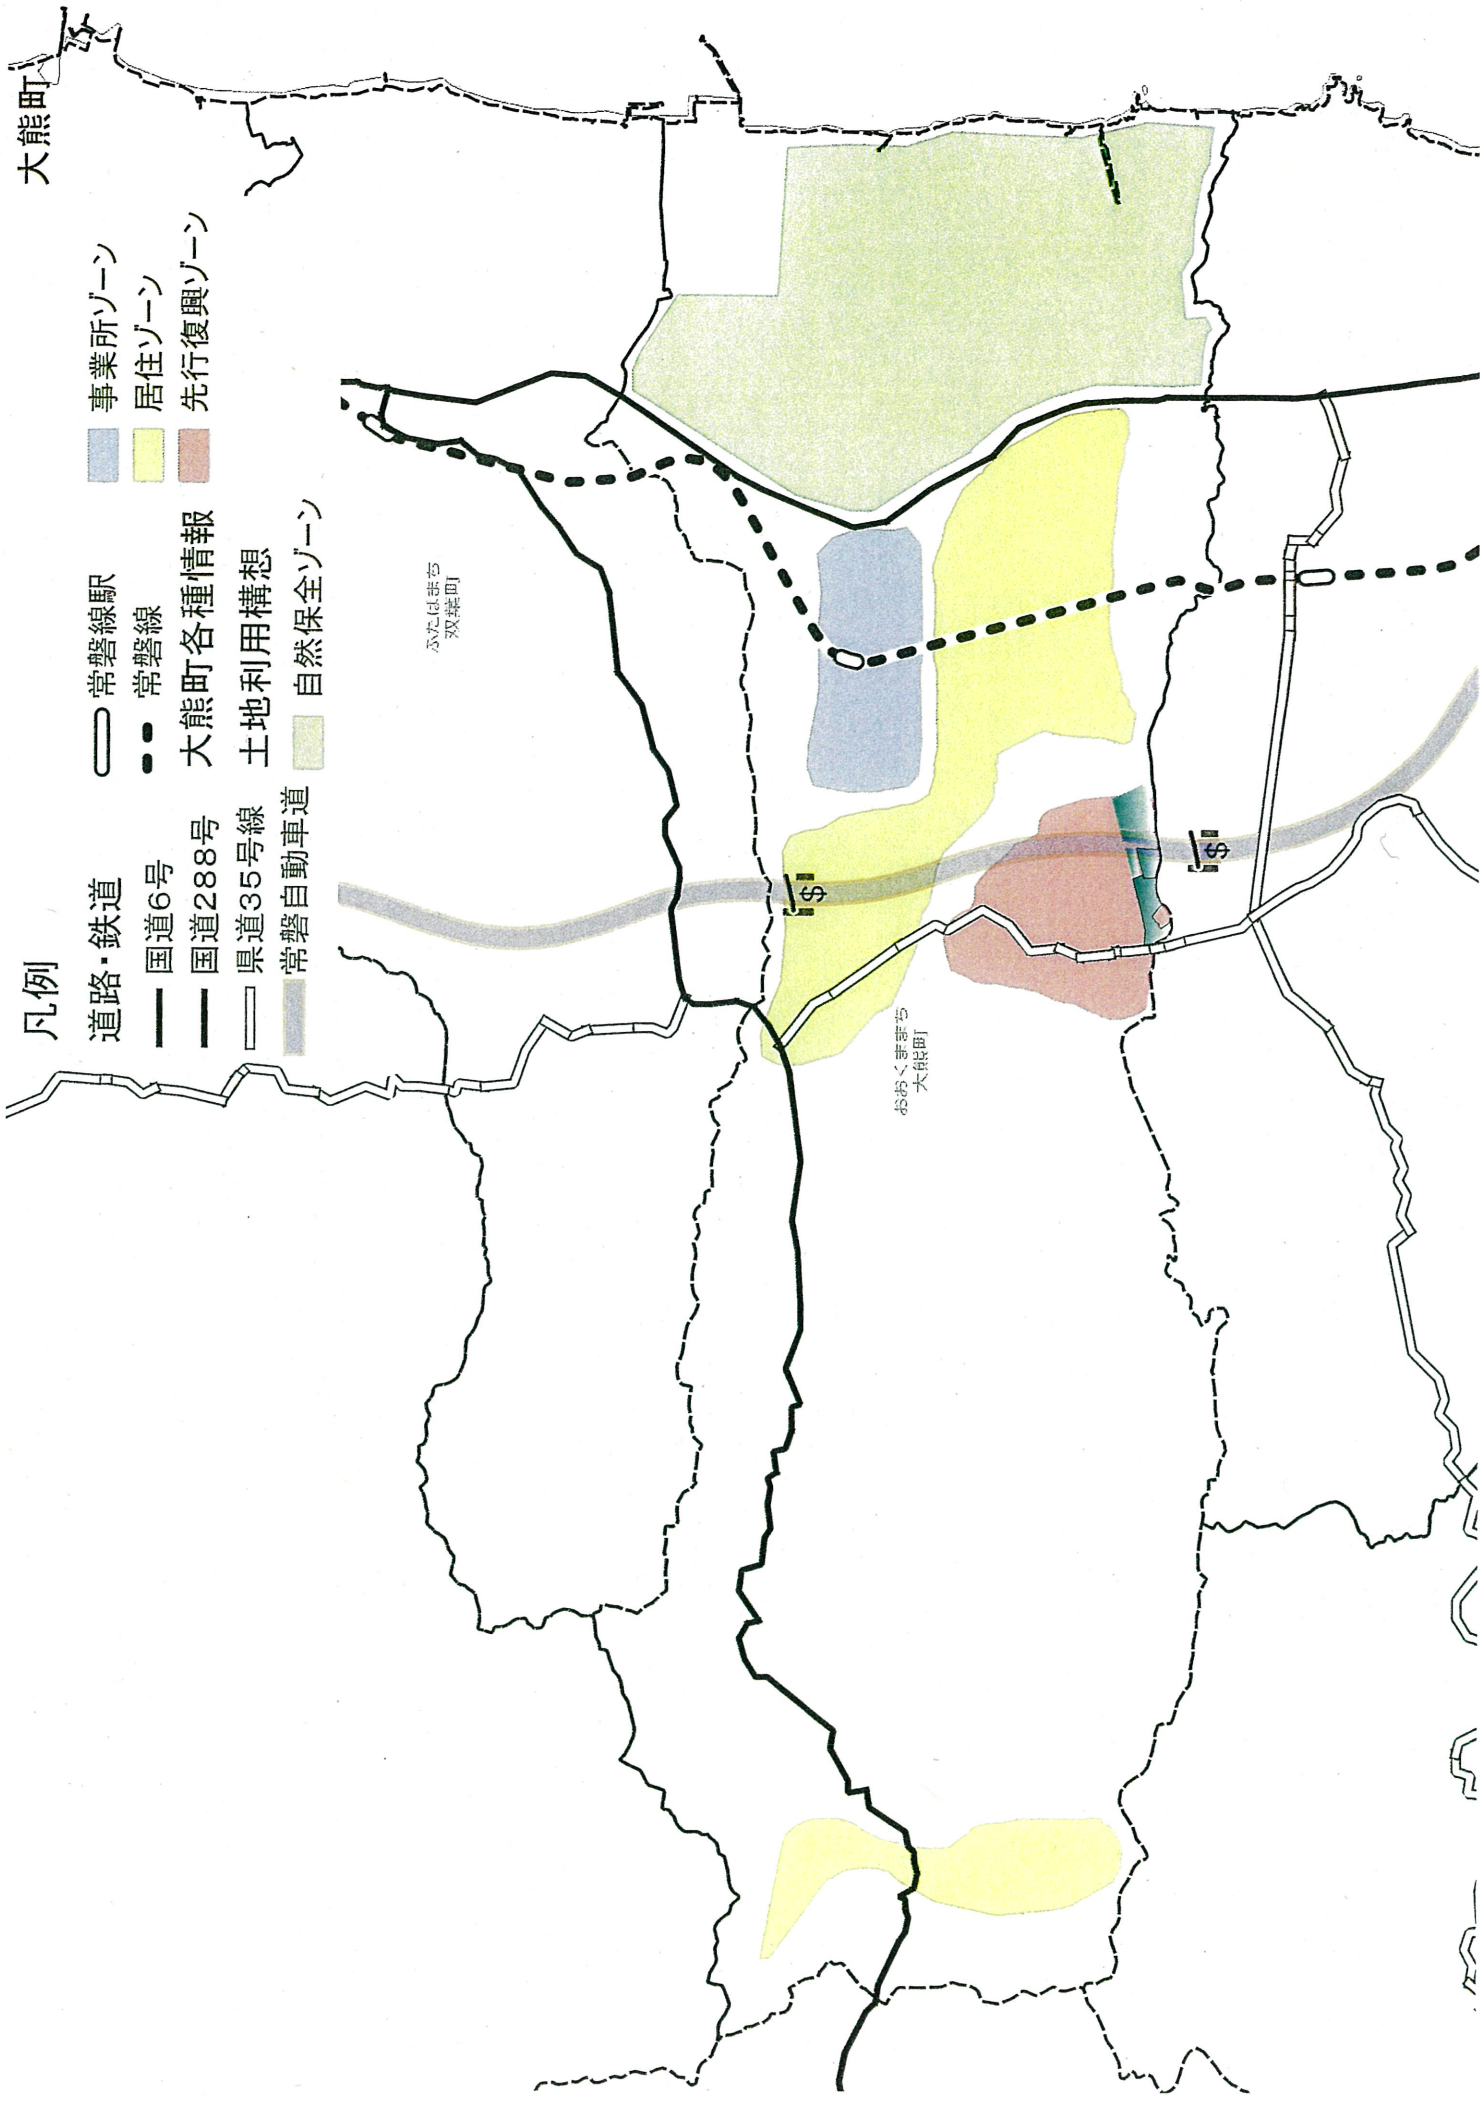 大熊町
凡例
道路・鉄道
国道6号
国道288号
県道35号線
常磐自動車道
常磐線駅
常磐線
大熊町各種情報
土地利用構想
自然保全ゾーン
事業所ゾーン
居住ゾーン
先行復興ゾーン
ふたばまち
双葉町
おおくままち
大熊町
$
$